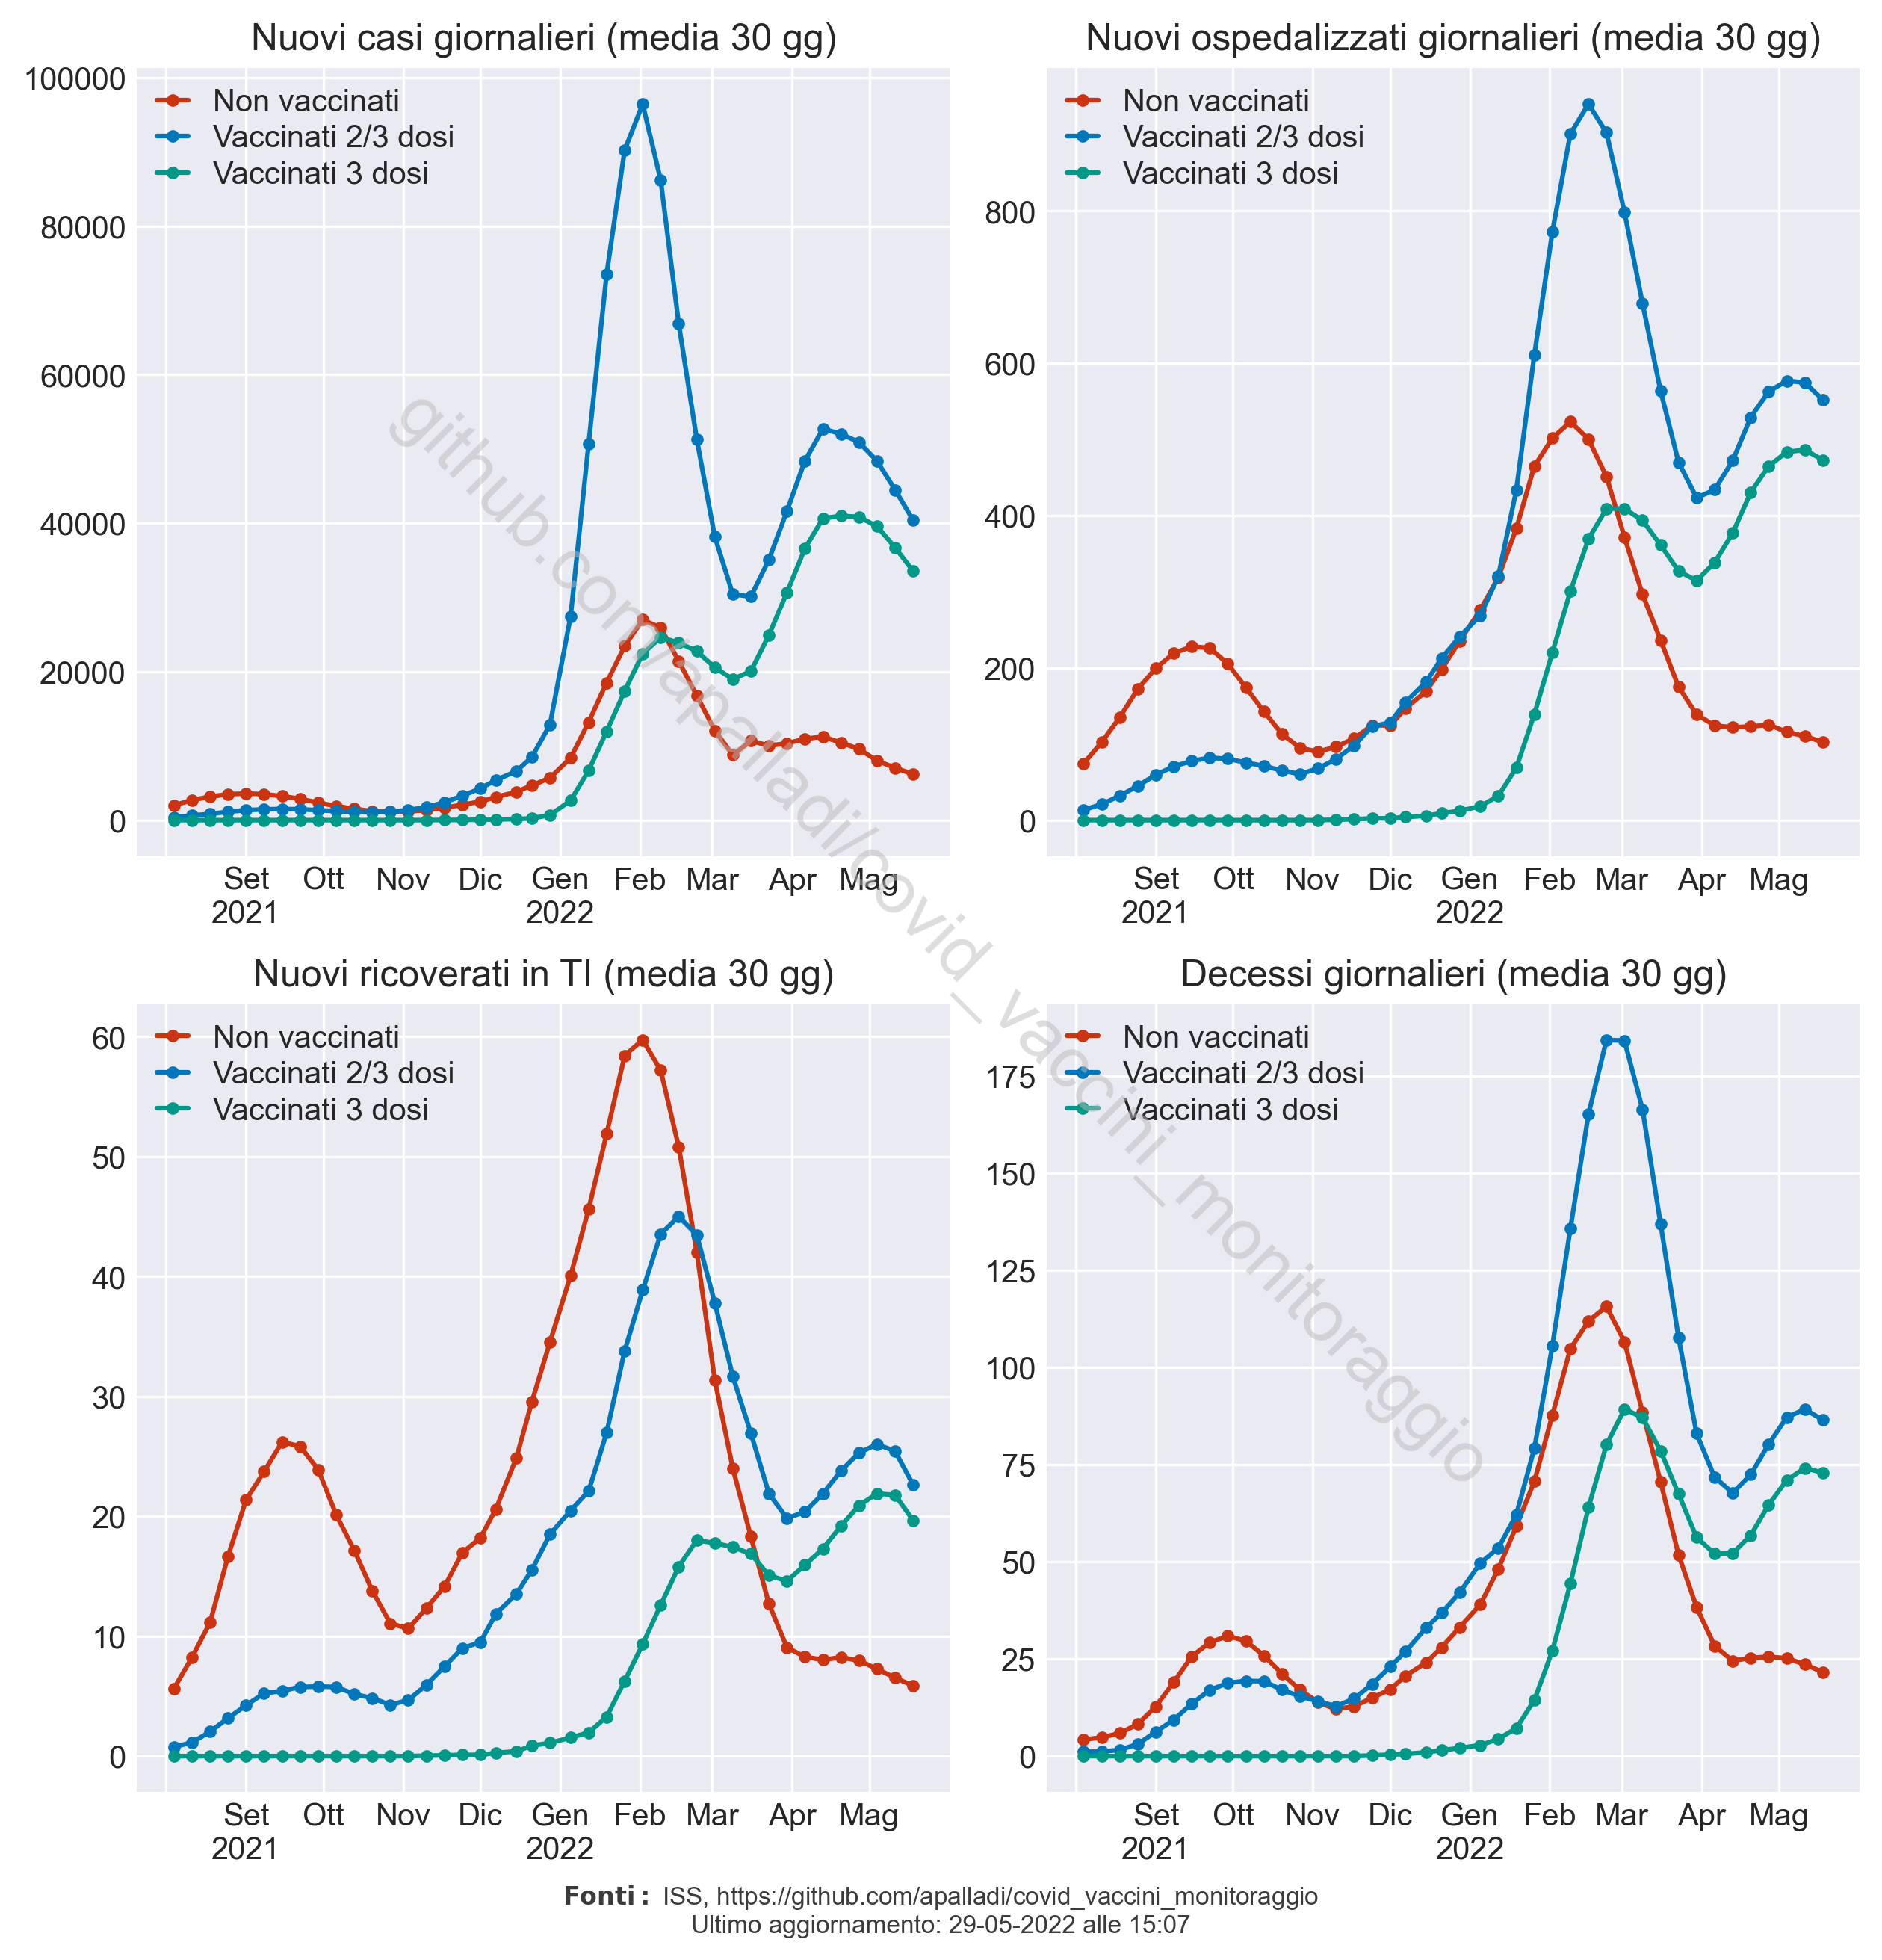 Nuovi casi giornalieri (media 30 gg)
100000
80000
60000
40000
20000
0
Non vaccinati
Vaccinati 2/3 dosi
Vaccinati 3 dosi
Set Ott Nov Dic Gen Feb Mar Apr Mag
2021 2022
Nuovi ospedalizzati giornalieri (media 30 gg)
800
600
400
200
0
Non vaccinati
Vaccinati 2/3 dosi
Vaccinati 3 dosi
Set Ott Nov Dic Gen Feb Mar Apr Mag
2021 2022
Nuovi ricoverati in TI (media 30 gg)
60
50
40
30
20
10
0
Non vaccinati
Vaccinati 2/3 dosi
Vaccinati 3 dosi
Set Ott Nov Dic Gen Feb Mar Apr Mag
2021 2022
Decessi giornalieri (media 30 gg)
175
150
125
100
75
50
25
0
Non vaccinati
Vaccinati 2/3 dosi
Vaccinati 3 dosi
Set Ott Nov Dic Gen Feb Mar Apr Mag
2021 2022
github.com/apalladi/covid_vaccini_monitoraggio
Fonti: ISS, https://github.com/apalladi/covid_vaccini_monitoraggio
Ultimo aggiornamento: 29-05-2022 alle 15:07